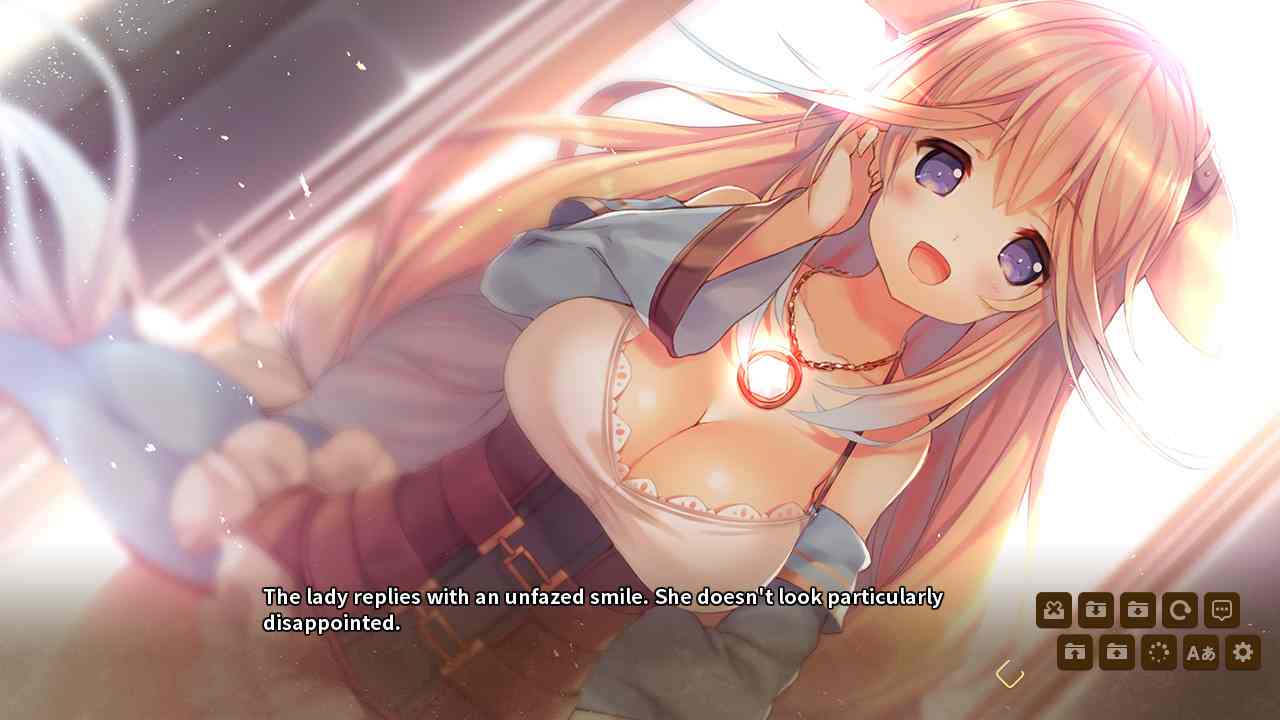 The lady replies with an unfazed smile. She doesn't look particularly
disappointed.
Aあ